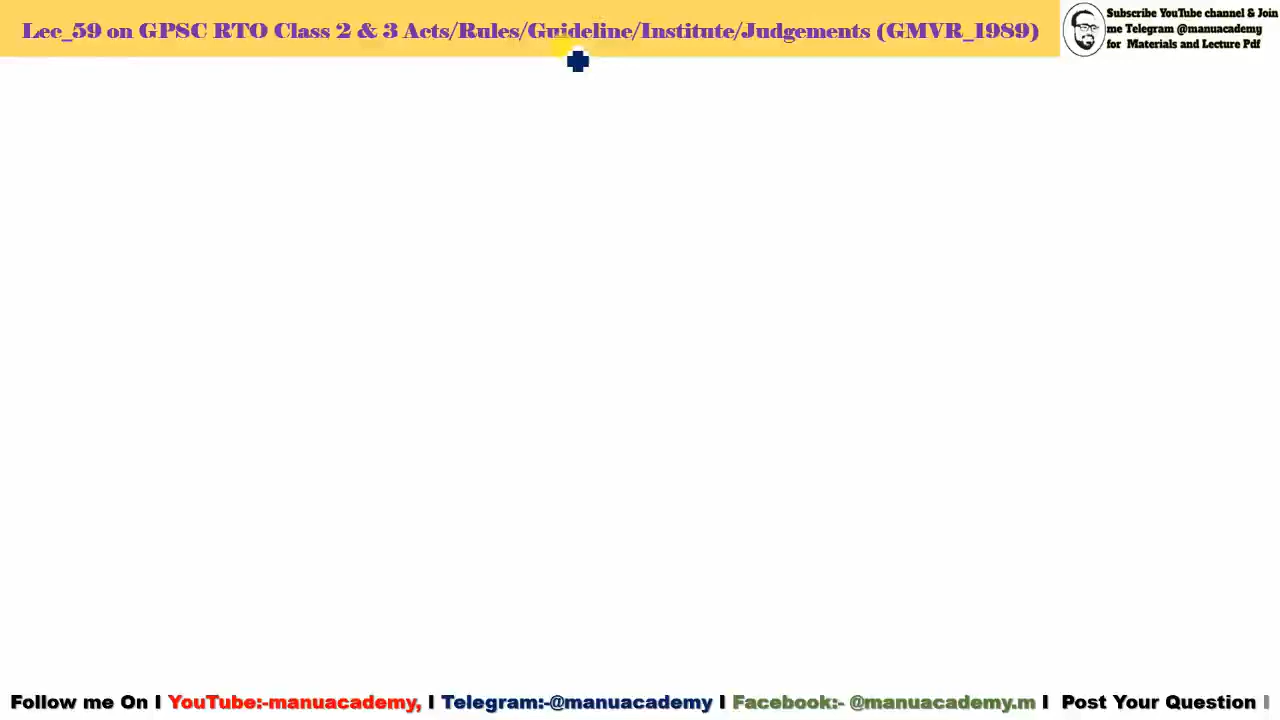 Lec_59 on GPSC RTO Class 2 & 3 Acts/Rules/Guideline/Institute/Judgements (GMVR_1989)
Subscribe YouTube channel & Join
me Telegram @manuacademy
for Materials and Lecture Pdf
Follow me On I YouTube:-manuacademy, I Telegram:-@manuacademy I Facebook:- @manuacademy.m I Post Your Question I